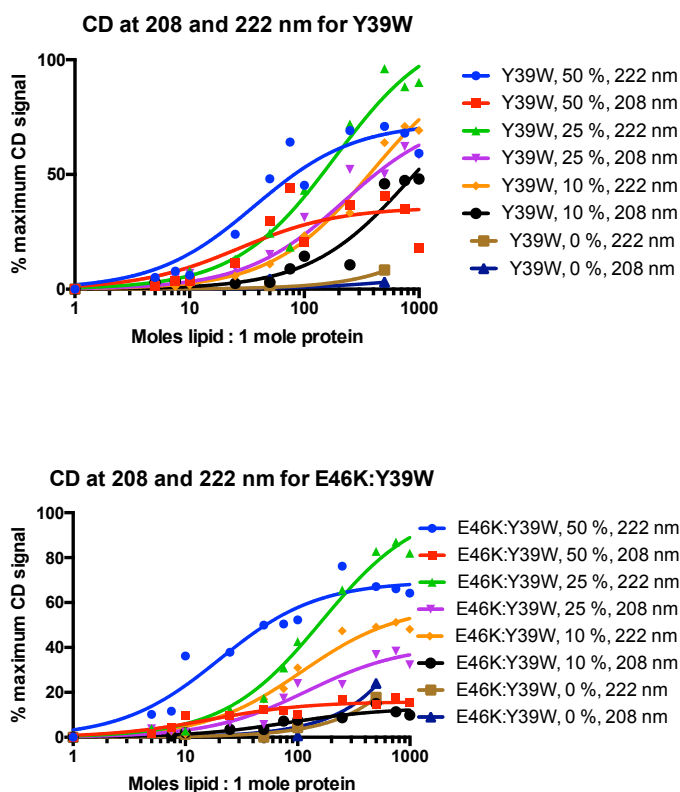 CD at 208 and 222 nm for Y39W
% maximum CD signal
100
50
0
1
10
100
1000
Moles lipid : 1 mole protein
Y39W, 50 %, 222 nm
Y39W, 50 %, 208 nm
Y39W, 25 %, 222 nm
Y39W, 25 %, 208 nm
Y39W, 10 %, 222 nm
Y39W, 10 %, 208 nm
Y39W, 0 %, 222 nm
Y39W, 0 %, 208 nm
CD at 208 and 222 nm for E46K:Y39W
% maximum CD signal
100
80
60
40
20
0
1
10
100
1000
Moles lipid : 1 mole protein
E46K:Y39W, 50 %, 222 nm
E46K:Y39W, 50 %, 208 nm
E46K:Y39W, 25 %, 222 nm
E46K:Y39W, 25 %, 208 nm
E46K:Y39W, 10 %, 222 nm
E46K:Y39W, 10 %, 208 nm
E46K:Y39W, 0 %, 222 nm
E46K:Y39W, 0 %, 208 nm